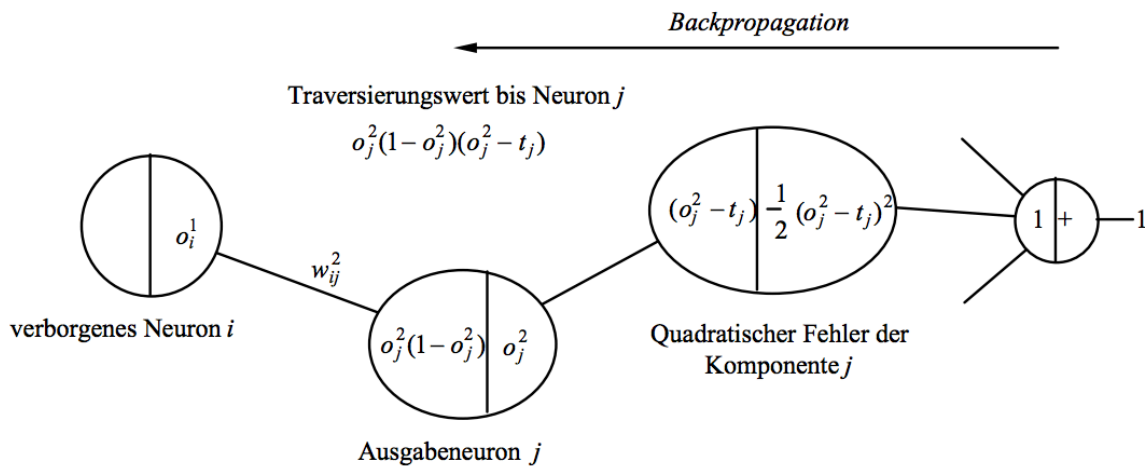 Backpropagation
Traversierungswert bis Neuron j
o_j^2(1 − o_j^2)(o_j^2 − t_j)
(o_j^2 − t_j) 1/2 (o_j^2 − t_j)^2
1 + 1
o_i^1
w_ij^2
verborgenes Neuron i
o_j^2(1 − o_j^2) o_j^2
Quadratischer Fehler der
Komponente j
Ausgabeneuron j